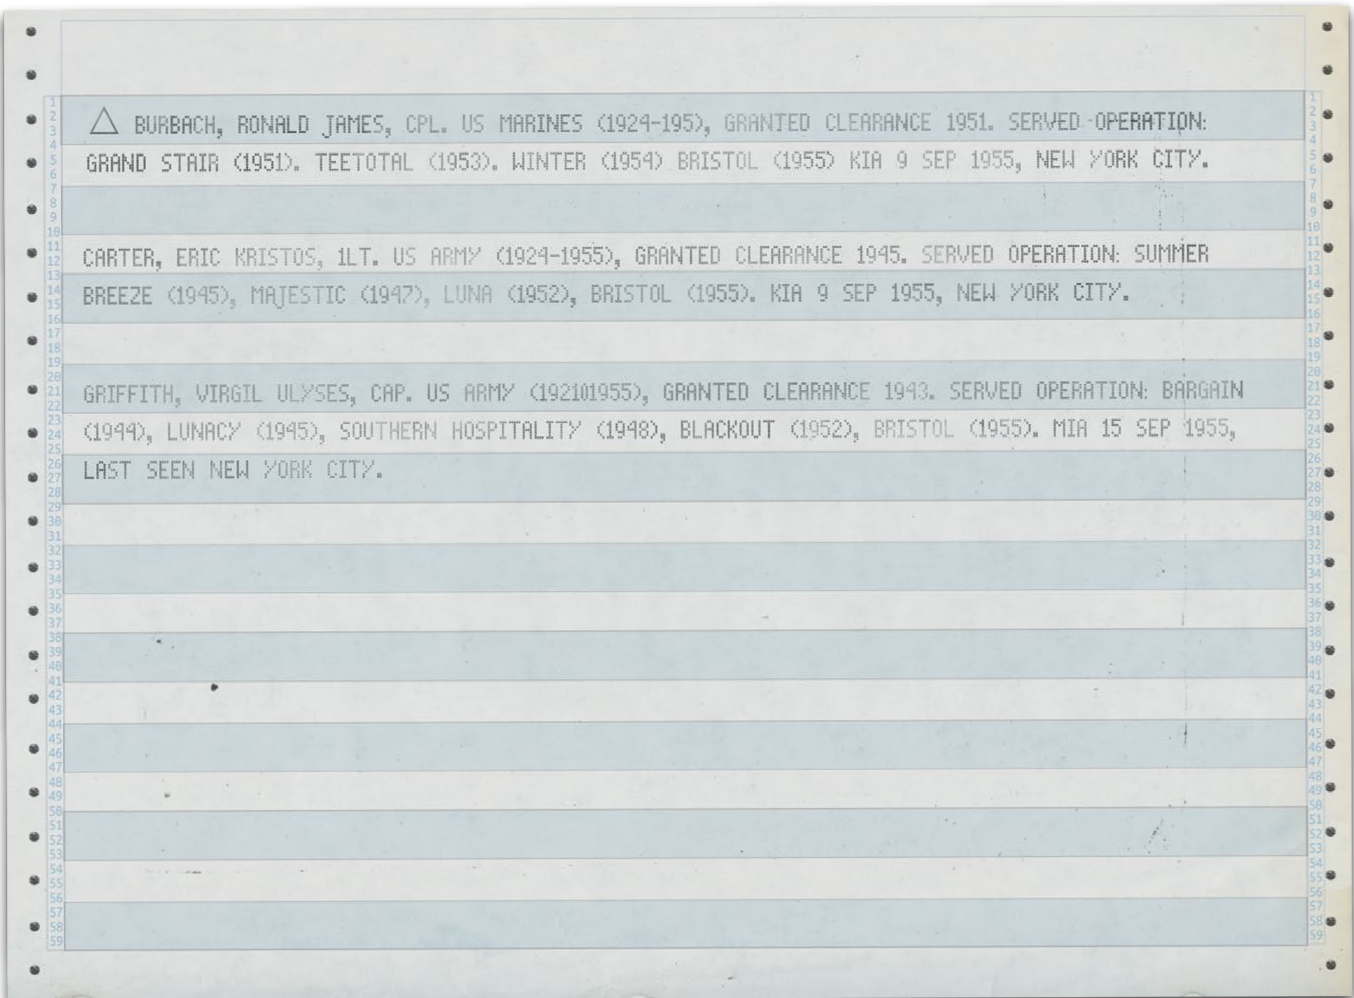 △ BURBACH, RONALD JAMES, CPL. US MARINES (1924-195), GRANTED CLEARANCE 1951. SERVED OPERATION:
GRAND STAIR (1951). TEETOTAL (1953). WINTER (1954) BRISTOL (1955) KIA 9 SEP 1955, NEW YORK CITY.
CARTER, ERIC KRISTOS, 1LT. US ARMY (1924-1955), GRANTED CLEARANCE 1945. SERVED OPERATION: SUMMER
BREEZE (1945), MAJESTIC (1947), LUNA (1952), BRISTOL (1955). KIA 9 SEP 1955, NEW YORK CITY.
GRIFFITH, VIRGIL ULYSES, CAP. US ARMY (192101955), GRANTED CLEARANCE 1943. SERVED OPERATION: BARGAIN
(1944), LUNACY (1945), SOUTHERN HOSPITALITY (1948), BLACKOUT (1952), BRISTOL (1955). MIA 15 SEP 1955,
LAST SEEN NEW YORK CITY.